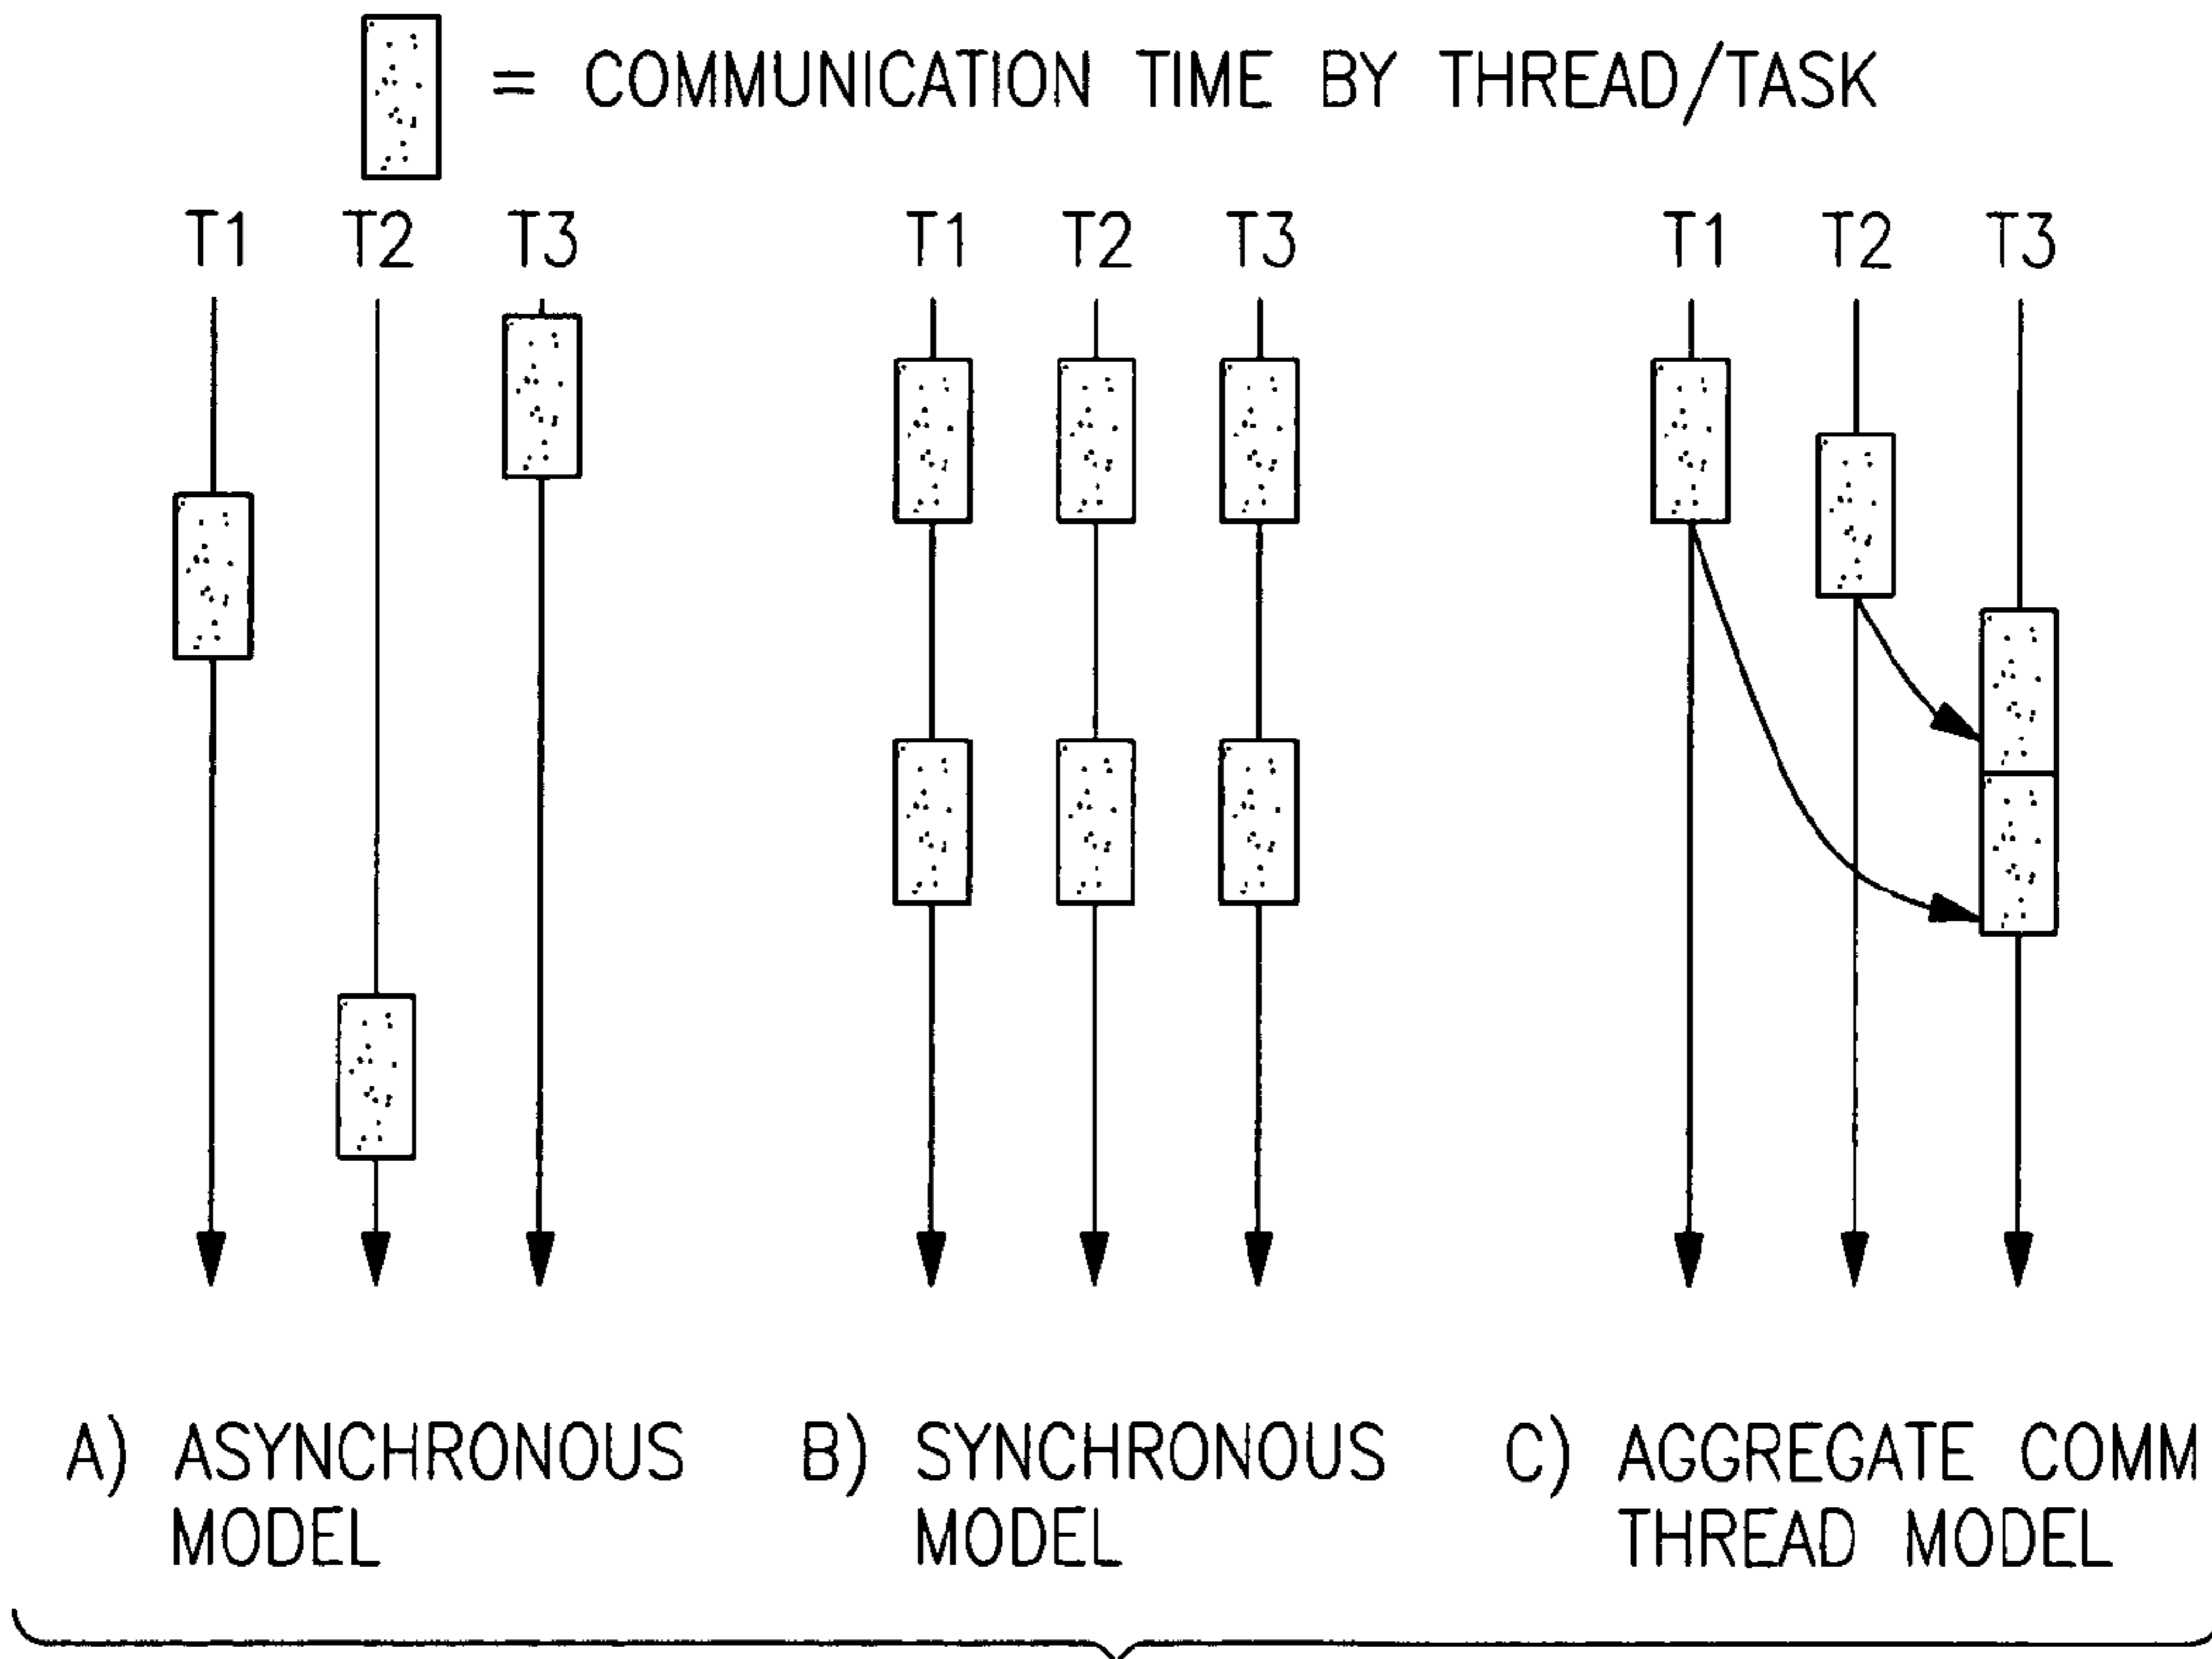 = COMMUNICATION TIME BY THREAD/TASK
T1 T2 T3 T1 T2 T3 T1 T2 T3
A) ASYNCHRONOUS MODEL
B) SYNCHRONOUS MODEL
C) AGGREGATE COMM THREAD MODEL